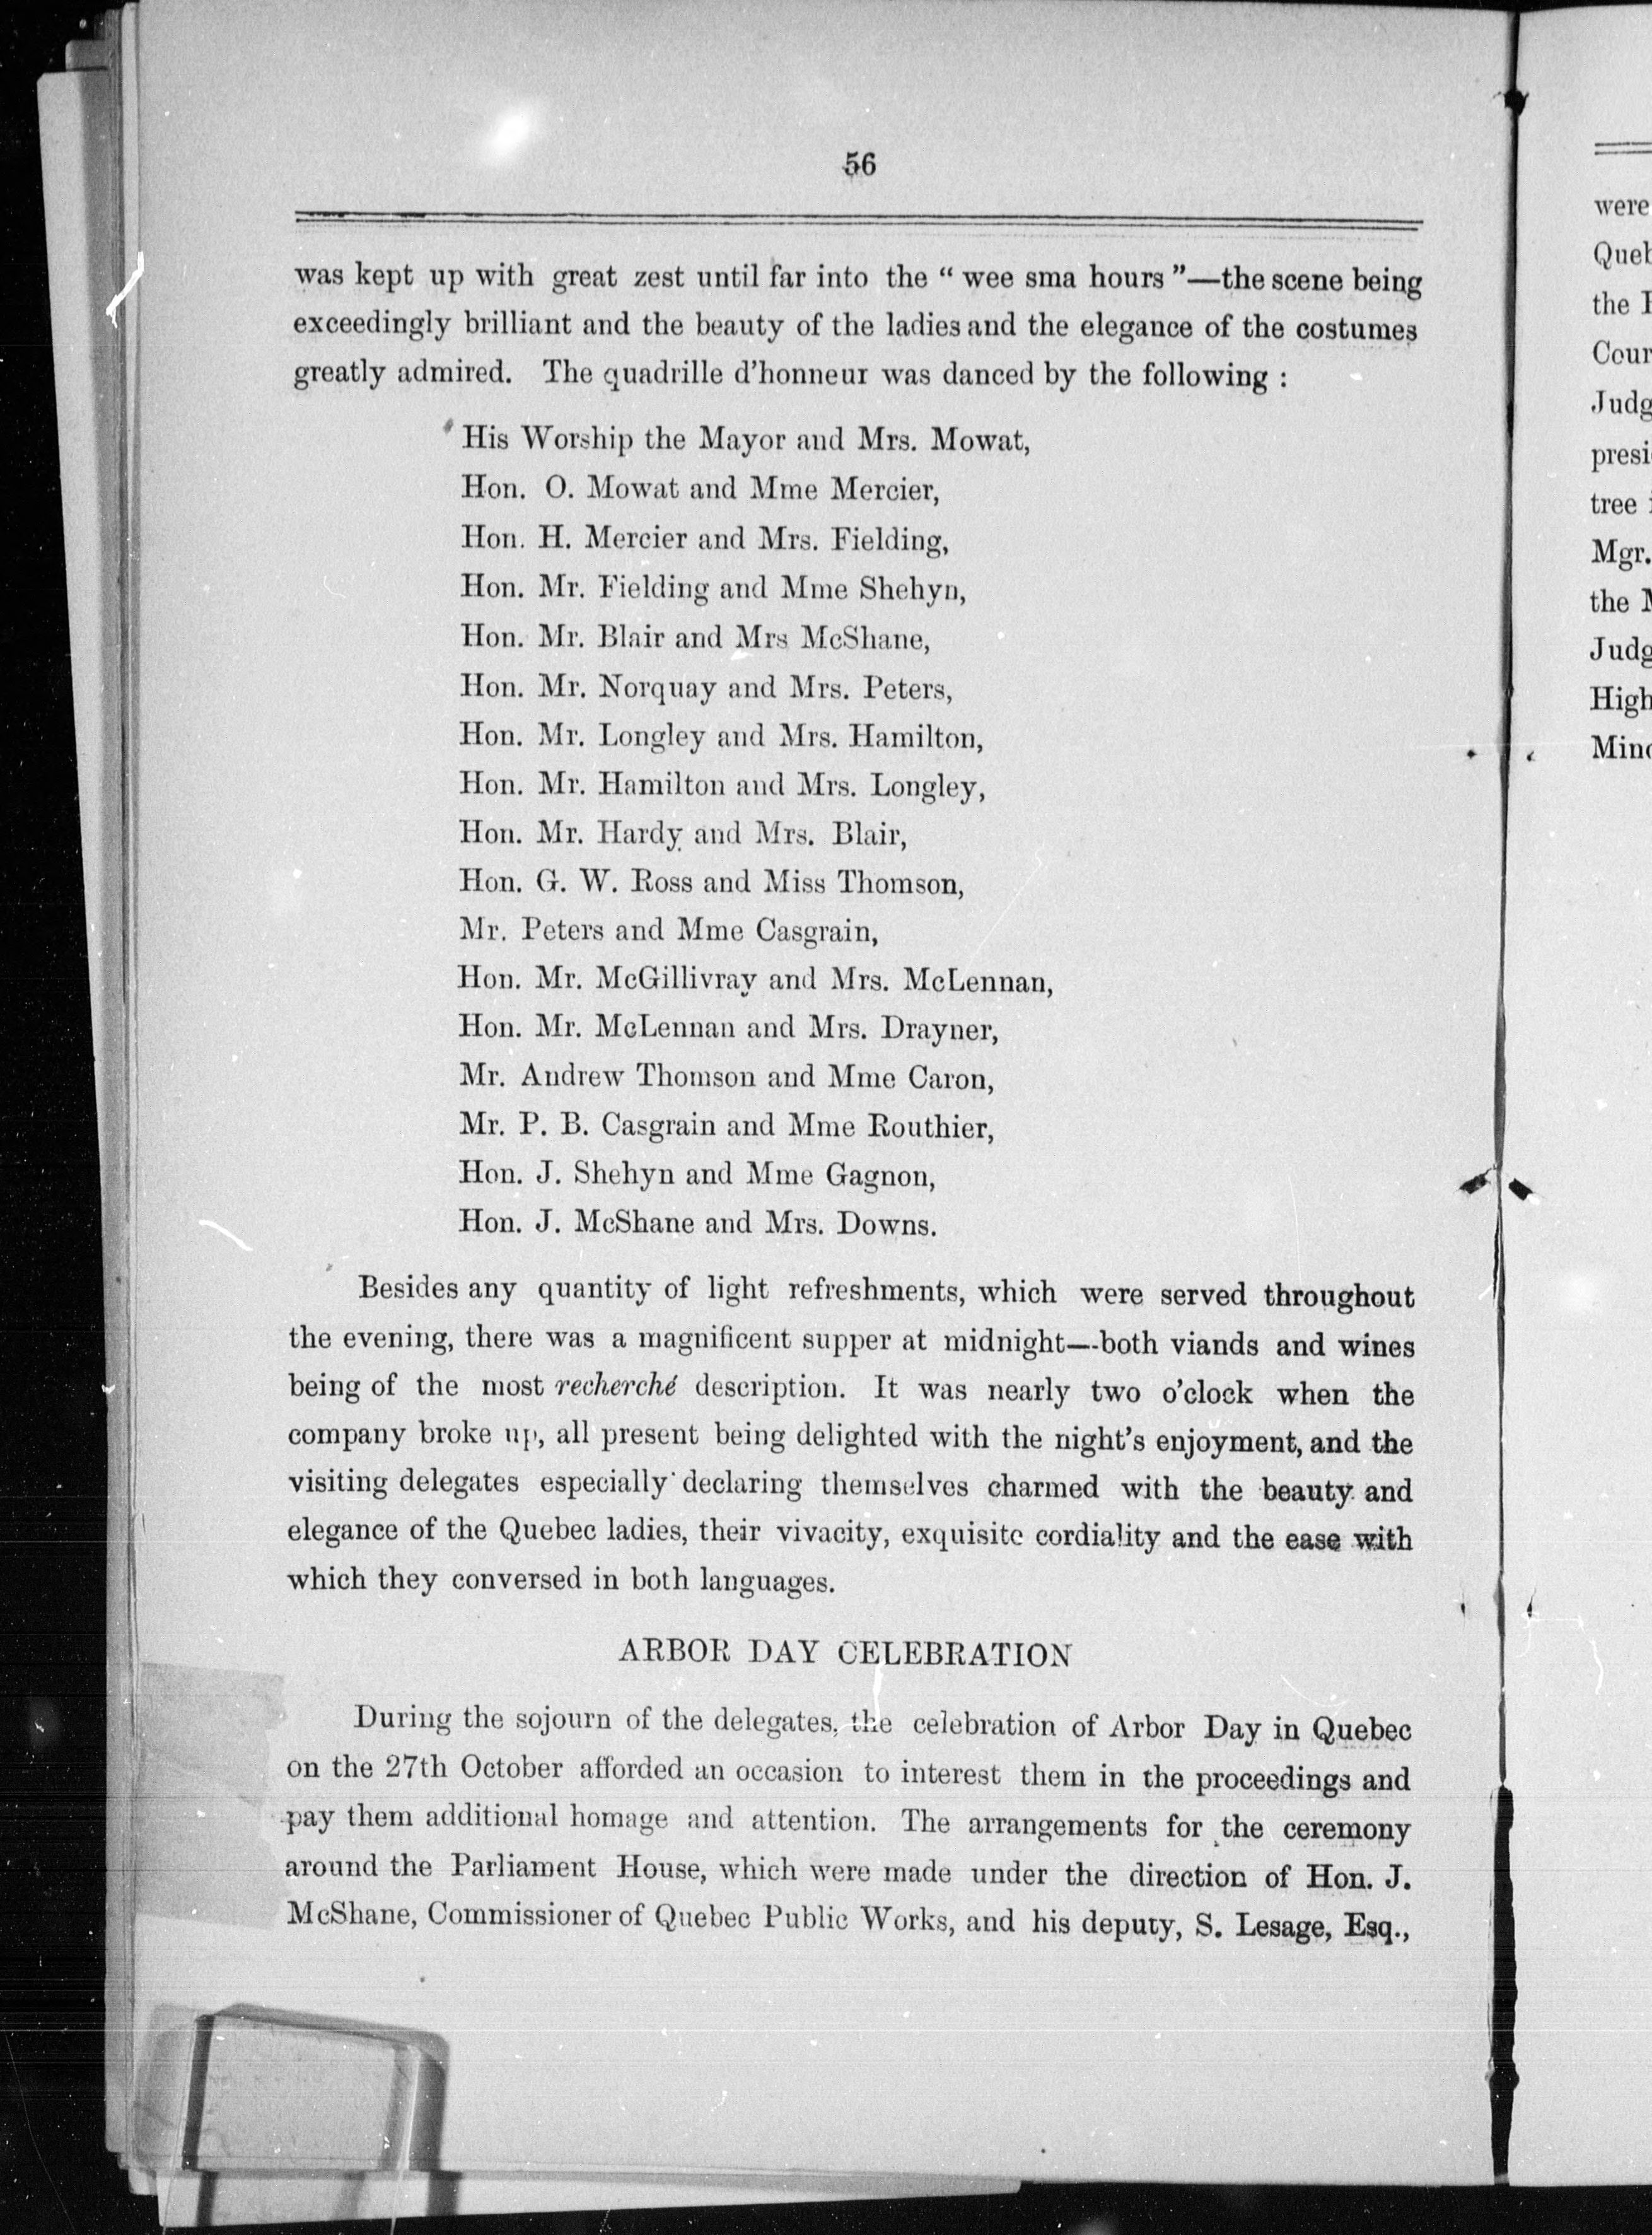 56
was kept up with great zest until far into the “ wee sma hours ”—the scene being
exceedingly brilliant and the beauty of the ladies and the elegance of the costumes
greatly admired. The quadrille d'honneur was danced by the following :
His Worship the Mayor and Mrs. Mowat,
Hon. O. Mowat and Mme Mercier,
Hon. H. Mercier and Mrs. Fielding,
Hon. Mr. Fielding and Mme Shehyn,
Hon. Mr. Blair and Mrs McShane,
Hon. Mr. Norquay and Mrs. Peters,
Hon. Mr. Longley and Mrs. Hamilton,
Hon. Mr. Hamilton and Mrs. Longley,
Hon. Mr. Hardy and Mrs. Blair,
Hon. G. W. Ross and Miss Thomson,
Mr. Peters and Mme Casgrain,
Hon. Mr. McGillivray and Mrs. McLennan,
Hon. Mr. McLennan and Mrs. Drayner,
Mr. Andrew Thomson and Mme Caron,
Mr. P. B. Casgrain and Mme Routhier,
Hon. J. Shehyn and Mme Gagnon,
Hon. J. McShane and Mrs. Downs.
Besides any quantity of light refreshments, which were served throughout
the evening, there was a magnificent supper at midnight—both viands and wines
being of the most recherché description. It was nearly two o'clock when the
company broke up, all present being delighted with the night's enjoyment, and the
visiting delegates especially declaring themselves charmed with the beauty and
elegance of the Quebec ladies, their vivacity, exquisite cordiality and the ease with
which they conversed in both languages.
ARBOR DAY CELEBRATION
During the sojourn of the delegates, the celebration of Arbor Day in Quebec
on the 27th October afforded an occasion to interest them in the proceedings and
pay them additional homage and attention. The arrangements for the ceremony
around the Parliament House, which were made under the direction of Hon. J.
McShane, Commissioner of Quebec Public Works, and his deputy, S. Lesage, Esq.,
were
the
tree
Mgr.
the